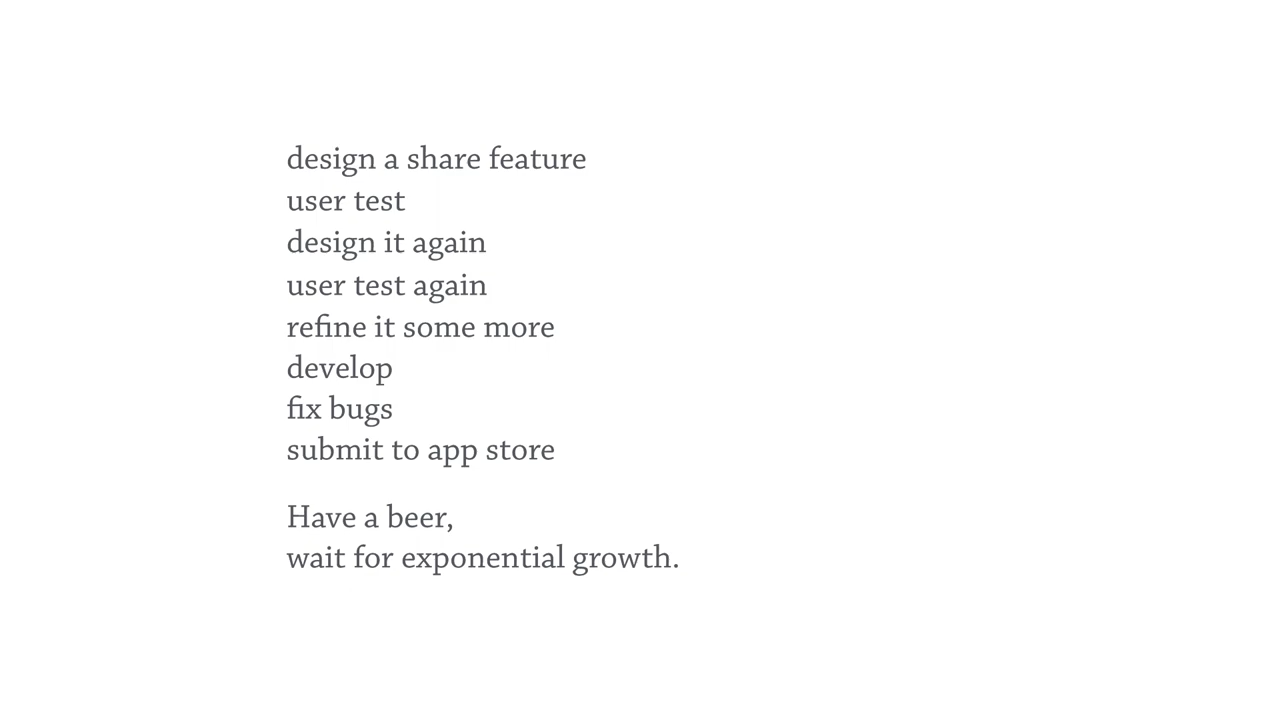 design a share feature
user test
design it again
user test again
refine it some more
develop
fix bugs
submit to app store
Have a beer,
wait for exponential growth.